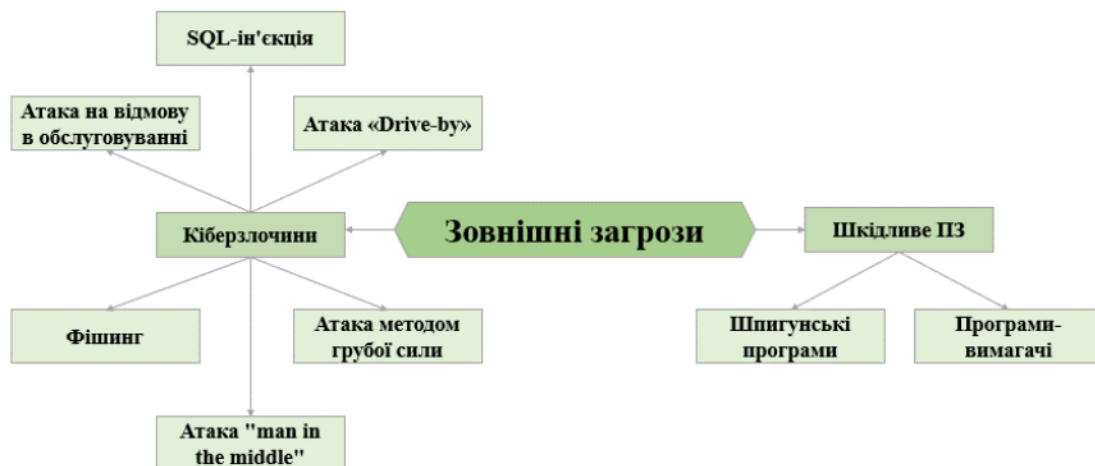 SQL-ін'єкція
Атака на відмову
в обслуговуванні
Атака «Drive-by»
Кіберзлочини
Зовнішні загрози
Шкідливе ПЗ
Фішинг
Атака методом
грубої сили
Шпигунські
програми
Програми-
вимагачі
Атака "man in
the middle"